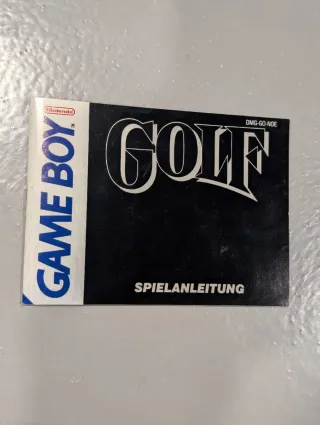 Nintendo
GAME BOY
DMG-GO-NOE
GOLF
SPIELANLEITUNG